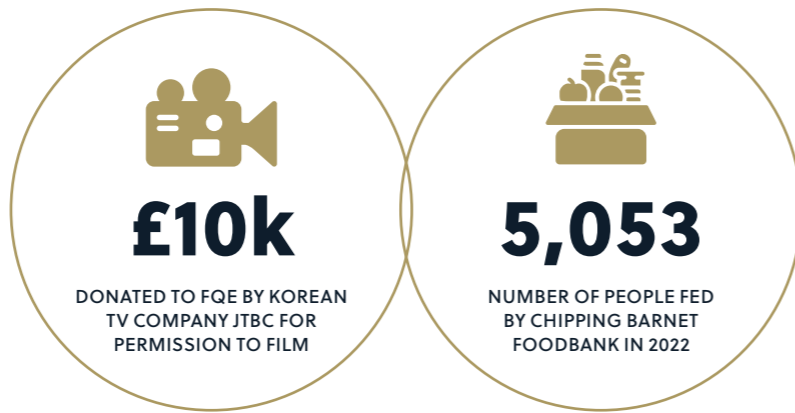 £10k
DONATED TO FQE BY KOREAN
TV COMPANY JTBC FOR
PERMISSION TO FILM
5,053
NUMBER OF PEOPLE FED
BY CHIPPING BARNET
FOODBANK IN 2022